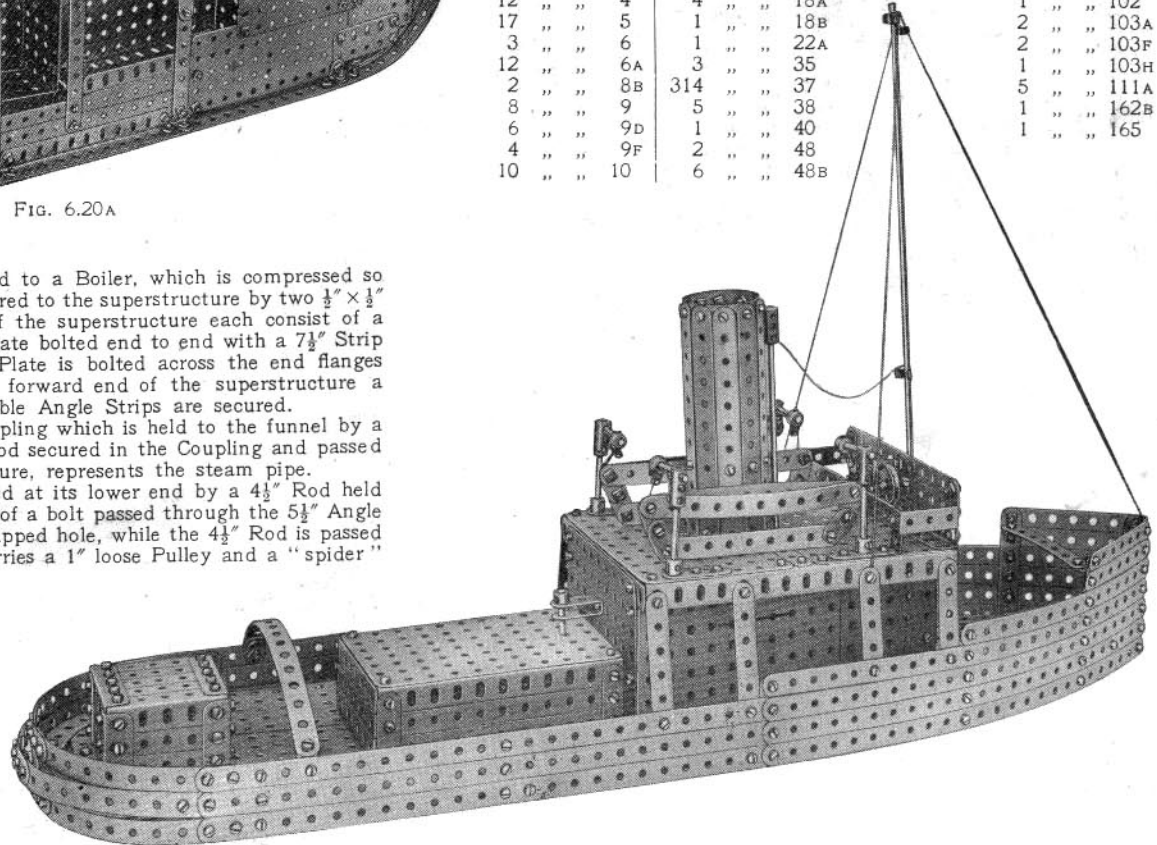 12 „ „ 4 4 „ „ 18A 1 „ „ 102
17 „ „ 5 1 „ „ 18B 2 „ „ 103A
3 „ „ 6 1 „ „ 22A 2 „ „ 103F
12 „ „ 6A 3 „ „ 35 1 „ „ 103H
2 „ „ 8B 314 „ „ 37 5 „ „ 111A
8 „ „ 9 5 „ „ 38 1 „ „ 162B
6 „ „ 9D 1 „ „ 40 1 „ „ 165
4 „ „ 9F 2 „ „ 48
10 „ „ 10 6 „ „ 48B
FIG. 6.20A
d to a Boiler, which is compressed so
red to the superstructure by two ½″ × ½″
f the superstructure each consist of a
ate bolted end to end with a 7½″ Strip
Plate is bolted across the end flanges
forward end of the superstructure a
ble Angle Strips are secured.
pling which is held to the funnel by a
od secured in the Coupling and passed
ure, represents the steam pipe.
d at its lower end by a 4½″ Rod held
of a bolt passed through the 5½″ Angle
pped hole, while the 4½″ Rod is passed
rries a 1″ loose Pulley and a “ spider ”